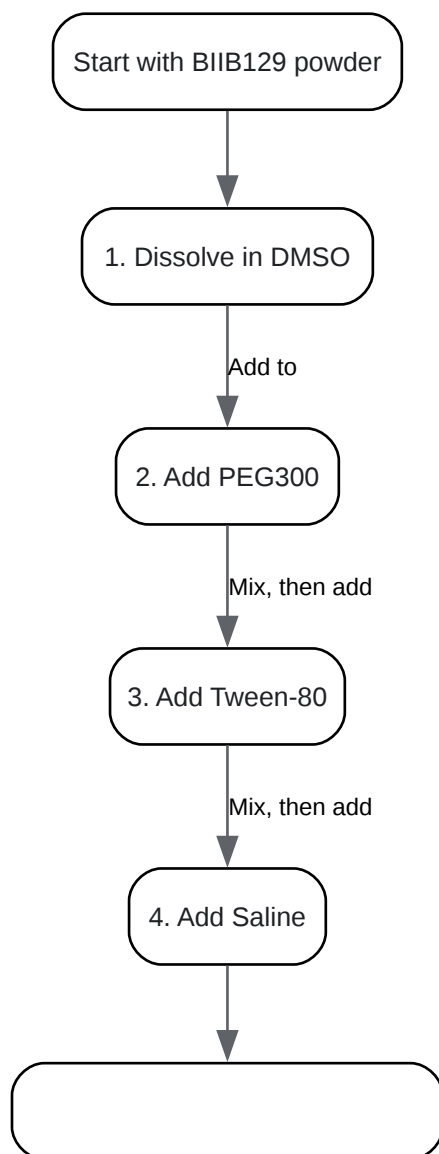 Start with BIIB129 powder
1. Dissolve in DMSO
Add to
2. Add PEG300
Mix, then add
3. Add Tween-80
Mix, then add
4. Add Saline